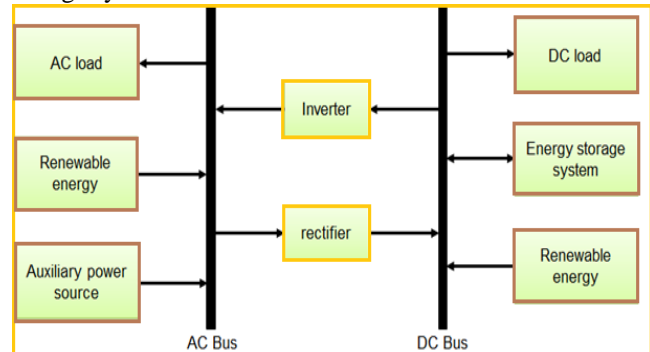 AC load
DC load
Inverter
Renewable
energy
Energy storage
system
rectifier
Auxiliary power
source
Renewable
energy
AC Bus
DC Bus